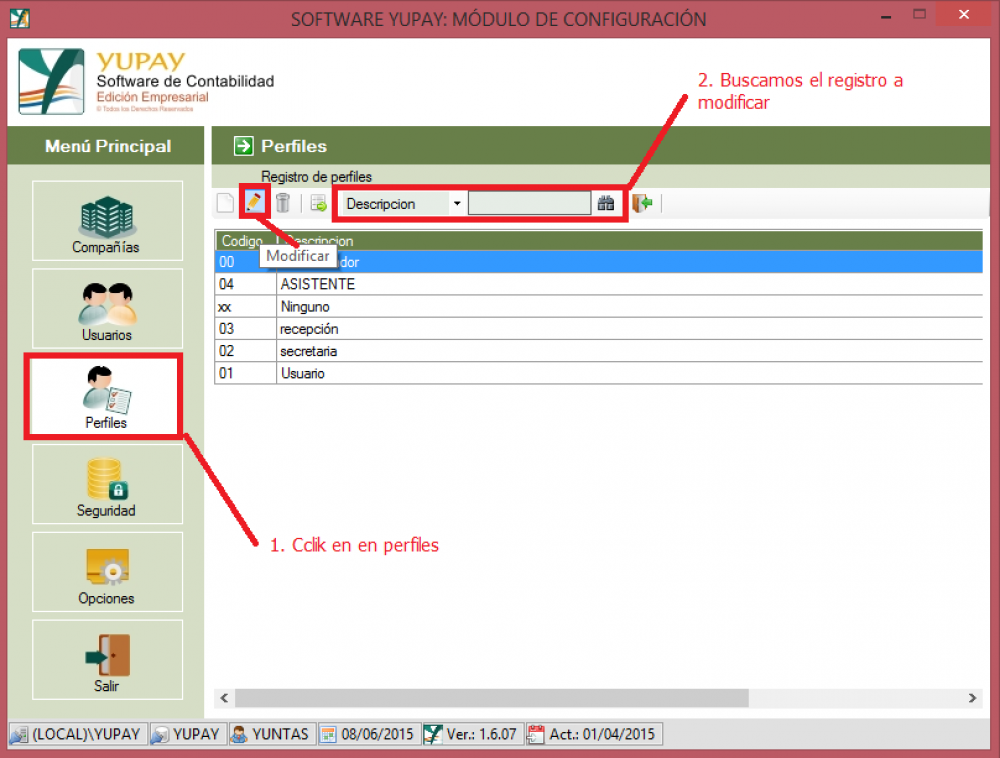 SOFTWARE YUPAY: MÓDULO DE CONFIGURACIÓN
YUPAY
Software de Contabilidad
Edición Empresarial
© Todos los Derechos Reservados
2. Buscamos el registro a
modificar
Menú Principal
Perfiles
Registro de perfiles
Descripcion
Codigo Descripcion
Modificar
00 dor
04 ASISTENTE
xx Ninguno
03 recepción
02 secretaria
01 Usuario
Compañías
Usuarios
Perfiles
Seguridad
Opciones
Salir
1. Cclik en en perfiles
(LOCAL)\YUPAY YUPAY YUNTAS 08/06/2015 Ver.: 1.6.07 Act.: 01/04/2015